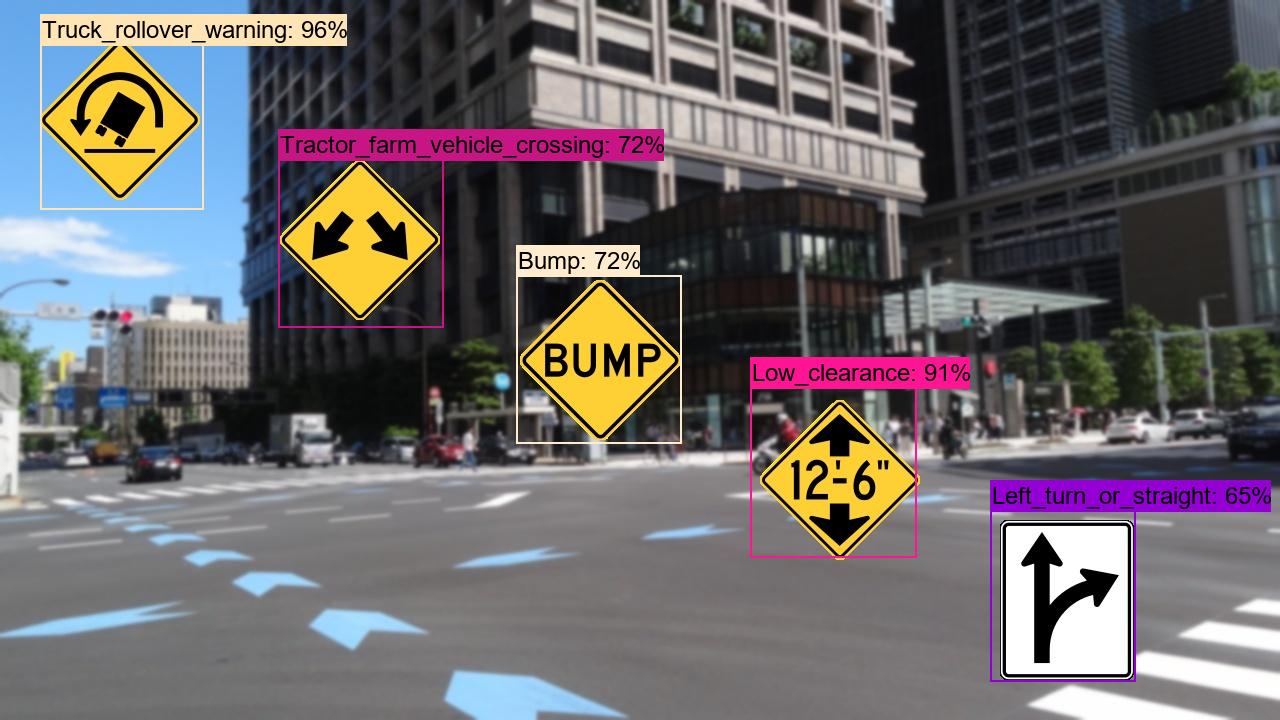 Truck_rollover_warning: 96%
Tractor_farm_vehicle_crossing: 72%
Bump: 72%
BUMP
Low_clearance: 91%
12'-6"
Left_turn_or_straight: 65%